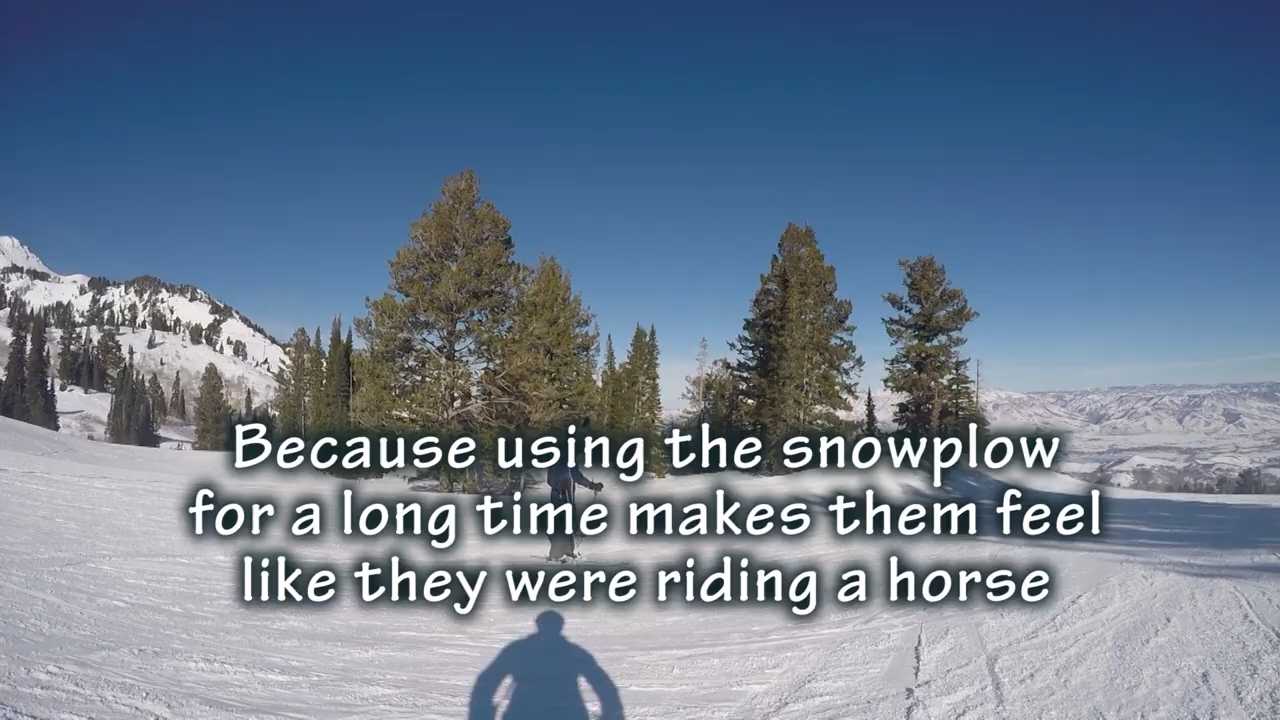 Because using the snowplow
for a long time makes them feel
like they were riding a horse